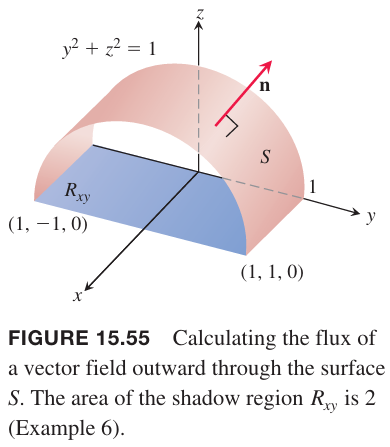 z
y² + z² = 1
n
S
R_xy
1
y
(1, −1, 0)
(1, 1, 0)
x
FIGURE 15.55 Calculating the flux of
a vector field outward through the surface
S. The area of the shadow region R_xy is 2
(Example 6).